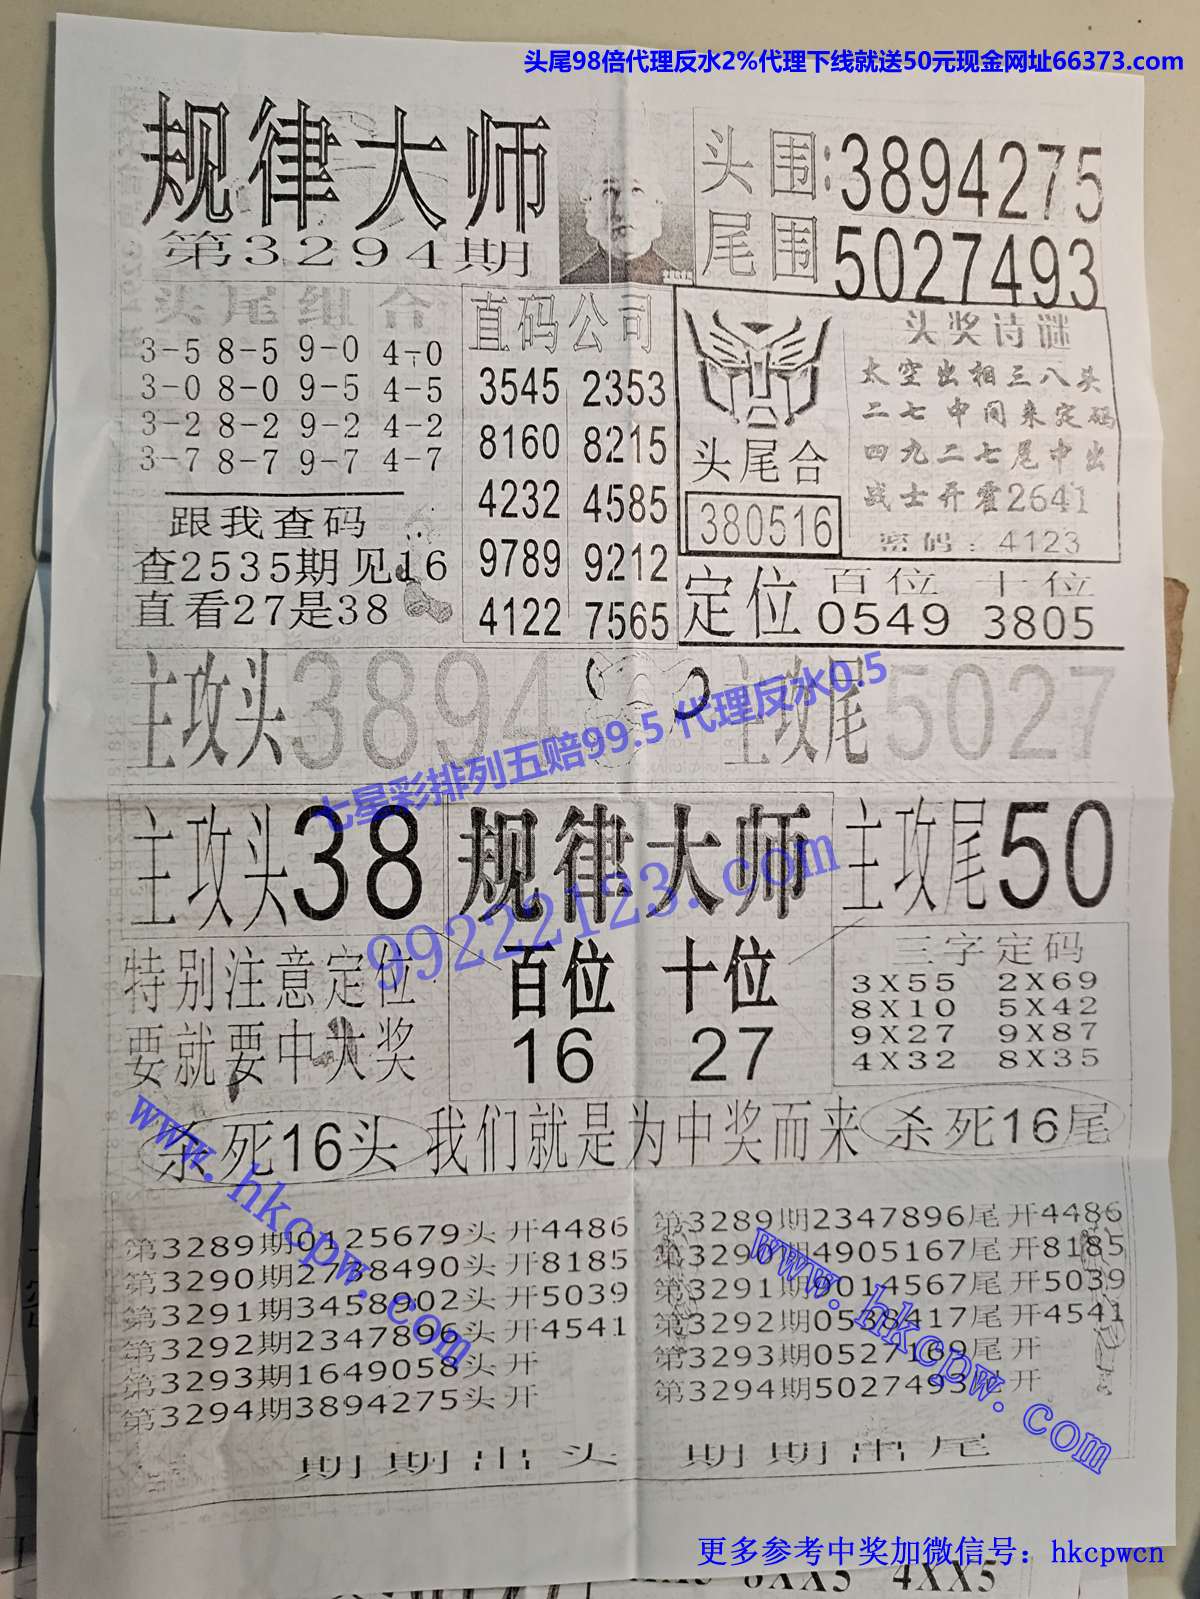 头尾98倍代理反水2%代理下线就送50元现金网址66373.com
规律大师
第3294期
头围:3894275
尾围5027493
头尾组合
3-5 8-5 9-0 4-0
3-0 8-0 9-5 4-5
3-2 8-2 9-2 4-2
3-7 8-7 9-7 4-7
跟我查码
查2535期见16
直看27是38
直码公司
3545 2353
8160 8215
4232 4585
9789 9212
4122 7565
头尾合
380516
头奖诗谜
太空出相三八头
二七中间来定码
四九二七尾中出
战士开霍2641
密码:4123
定位 百位 十位
0549 3805
主攻头3894
主攻尾5027
七星彩排列五赔99.5 代理反水0.5
99222123.com
主攻头38
规律大师
主攻尾50
特别注意定位
要就要中大奖
百位 十位
16 27
三字定码
3X55 2X69
8X10 5X42
9X27 9X87
4X32 8X35
杀死16头
我们就是为中奖而来
杀死16尾
www.hkcpw.com
第3289期0125679头开4486
第3290期2738490头开8185
第3291期3458902头开5039
第3292期2347896头开4541
第3293期1649058头开
第3294期3894275头开
第3289期2347896尾开4486
第3290期4905167尾开8185
第3291期9014567尾开5039
第3292期0538417尾开4541
第3293期0527169尾开
第3294期5027493尾开
www.hkcpw.com
期期出头
期期出尾
更多参考中奖加微信号：hkcpwcn
8XX5 4XX5